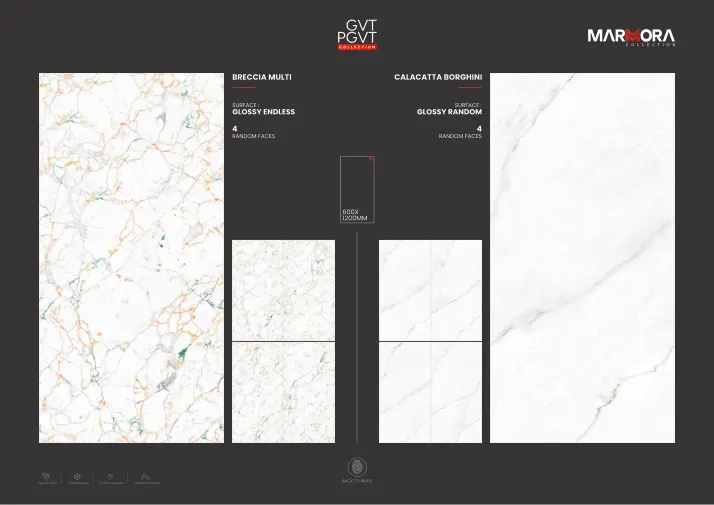 GVT
PGVT
COLLECTION
MARMORA
COLLECTION
BRECCIA MULTI
SURFACE :
GLOSSY ENDLESS
4
RANDOM FACES
CALACATTA BORGHINI
SURFACE :
GLOSSY RANDOM
4
RANDOM FACES
600X
1200MM
BACK TO INDEX